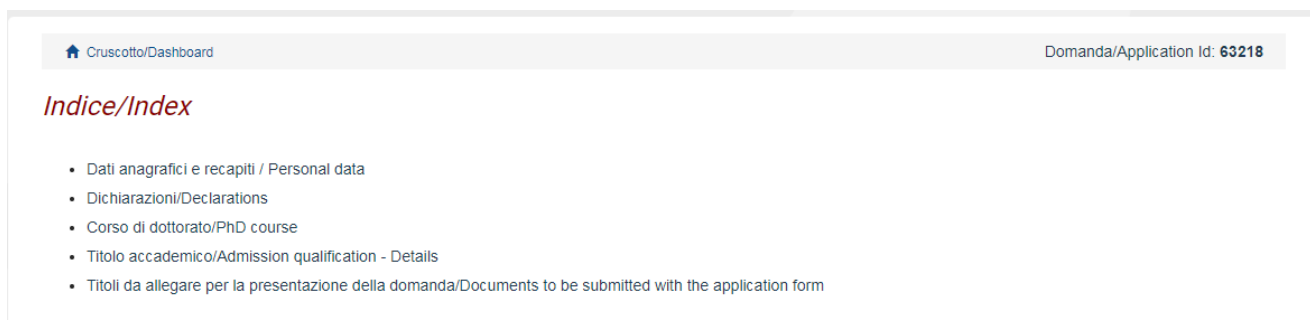 Cruscotto/Dashboard Domanda/Application Id: 63218
Indice/Index
Dati anagrafici e recapiti / Personal data
Dichiarazioni/Declarations
Corso di dottorato/PhD course
Titolo accademico/Admission qualification - Details
Titoli da allegare per la presentazione della domanda/Documents to be submitted with the application form